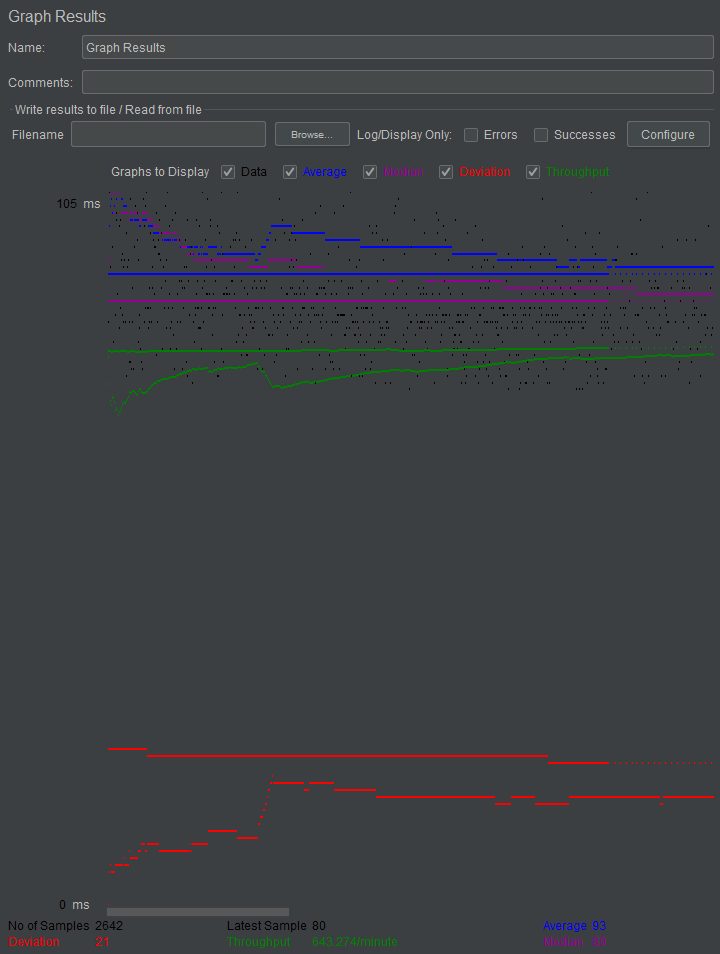 Graph Results
Name: Graph Results
Comments:
Write results to file / Read from file
Filename Browse... Log/Display Only: Errors Successes Configure
Graphs to Display Data Average Median Deviation Throughput
105 ms
0 ms
No of Samples 2642 Latest Sample 80 Average 93
Deviation 21 Throughput 643.274/minute Median